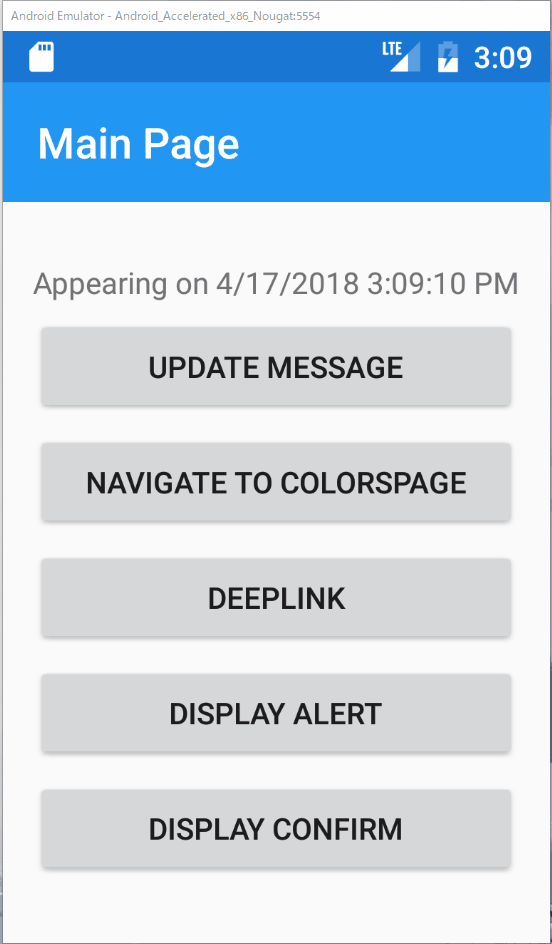 Android Emulator - Android_Accelerated_x86_Nougat:5554
LTE 3:09
Main Page
Appearing on 4/17/2018 3:09:10 PM
UPDATE MESSAGE
NAVIGATE TO COLORSPAGE
DEEPLINK
DISPLAY ALERT
DISPLAY CONFIRM